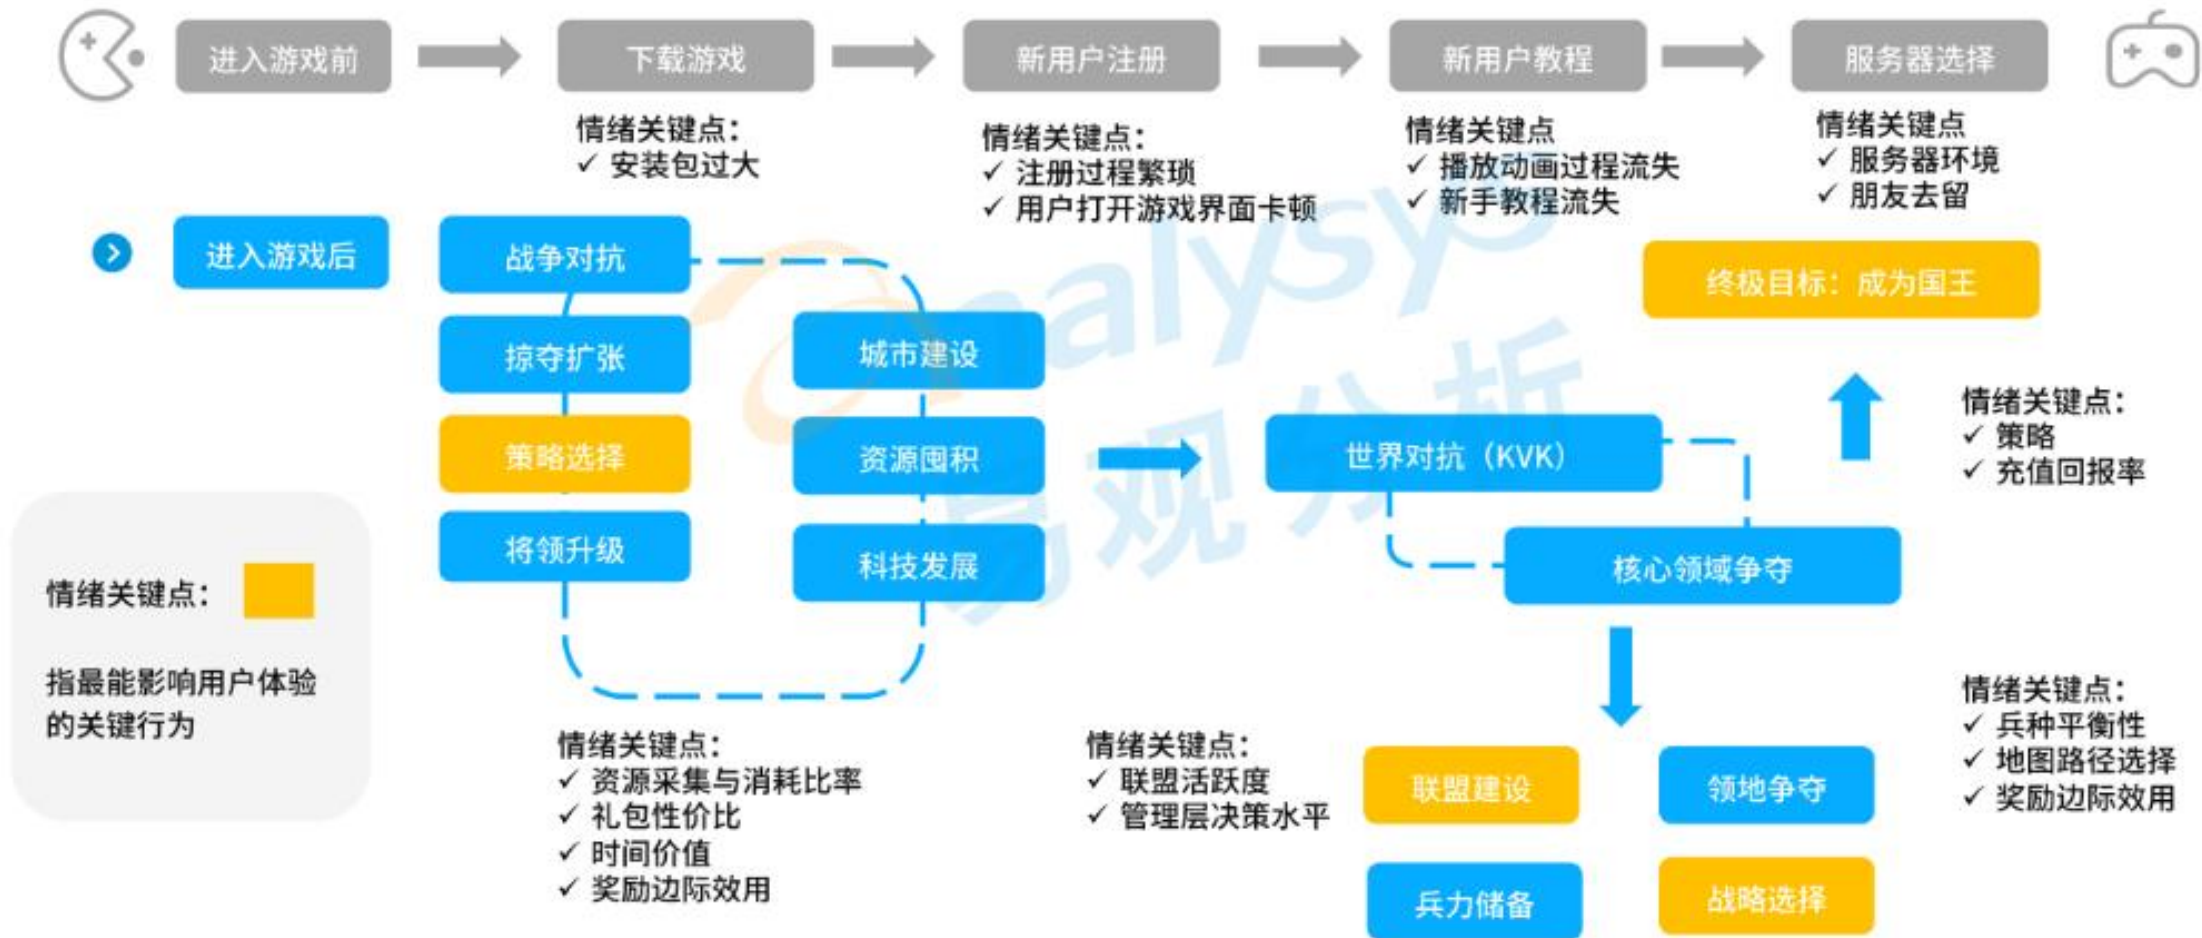 进入游戏前
下载游戏
新用户注册
新用户教程
服务器选择
情绪关键点：
✓ 安装包过大
情绪关键点：
✓ 注册过程繁琐
✓ 用户打开游戏界面卡顿
情绪关键点
✓ 播放动画过程流失
✓ 新手教程流失
情绪关键点
✓ 服务器环境
✓ 朋友去留
进入游戏后
战争对抗
掠夺扩张
策略选择
将领升级
城市建设
资源囤积
科技发展
世界对抗（KVK）
核心领域争夺
终极目标：成为国王
情绪关键点：
✓ 策略
✓ 充值回报率
情绪关键点：
指最能影响用户体验
的关键行为
情绪关键点：
✓ 资源采集与消耗比率
✓ 礼包性价比
✓ 时间价值
✓ 奖励边际效用
情绪关键点：
✓ 联盟活跃度
✓ 管理层决策水平
联盟建设
领地争夺
兵力储备
战略选择
情绪关键点：
✓ 兵种平衡性
✓ 地图路径选择
✓ 奖励边际效用
analysys
易观分析